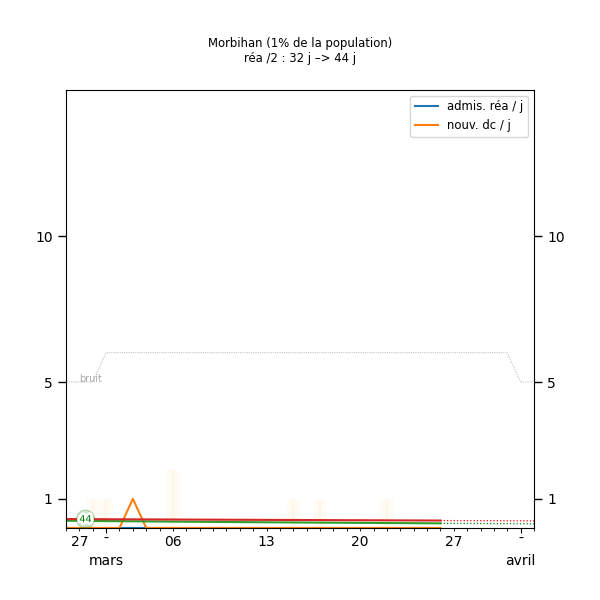 Morbihan (1% de la population)
réa /2 : 32 j –> 44 j
admis. réa / j
nouv. dc / j
10 10
bruit
5 5
44
1 1
27 - 06 13 20 27 -
mars avril